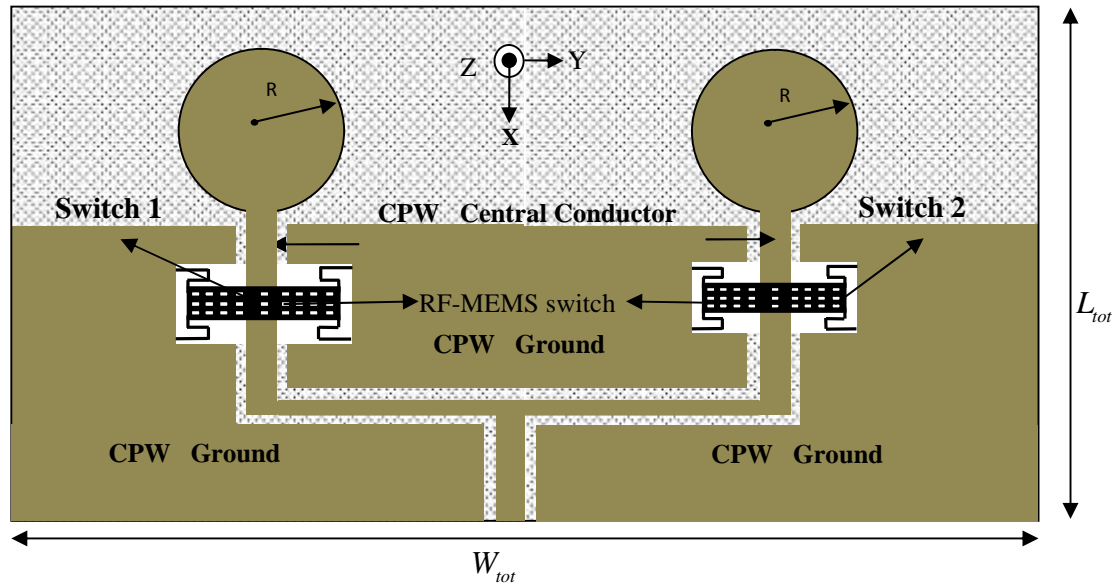 R
R
Z
Y
X
Switch 1
CPW Central Conductor
Switch 2
RF-MEMS switch
CPW Ground
L_tot
CPW Ground
CPW Ground
W_tot